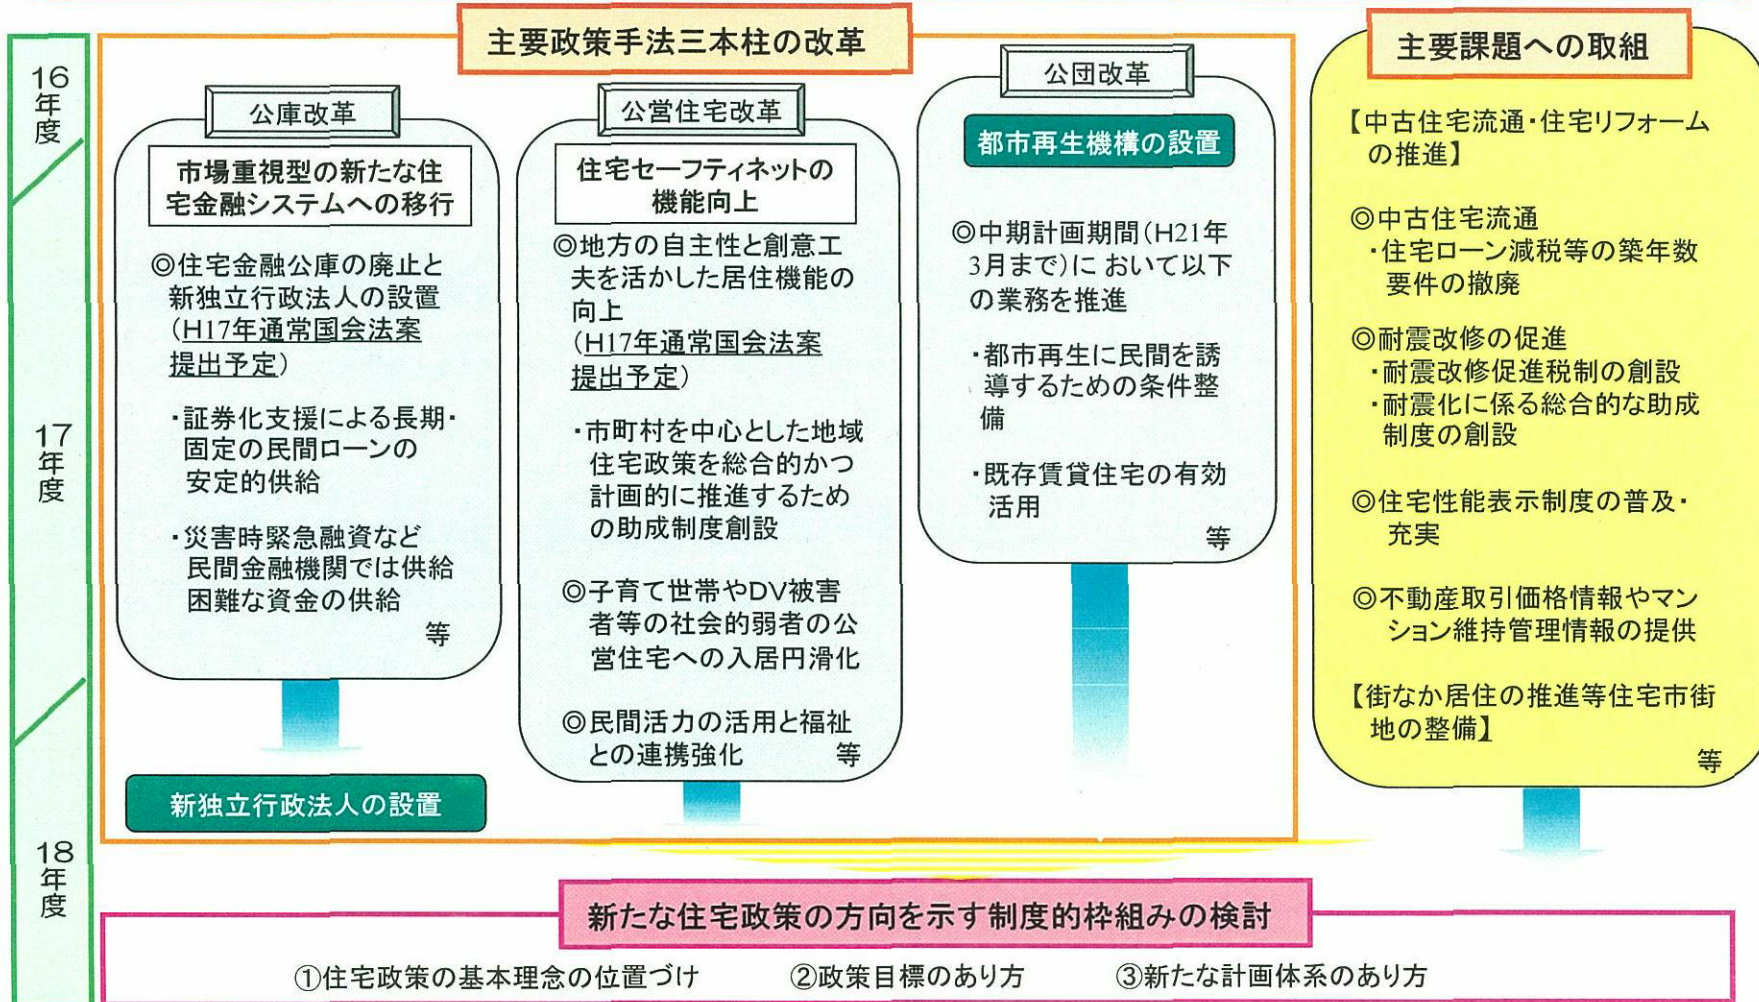 主要政策手法三本柱の改革
主要課題への取組
16
年
度
17
年
度
18
年
度
公庫改革
市場重視型の新たな住
宅金融システムへの移行
◎住宅金融公庫の廃止と
新独立行政法人の設置
（H17年通常国会法案
提出予定）
・証券化支援による長期・
固定の民間ローンの
安定的供給
・災害時緊急融資など
民間金融機関では供給
困難な資金の供給
等
新独立行政法人の設置
公営住宅改革
住宅セーフティネットの
機能向上
◎地方の自主性と創意工
夫を活かした居住機能の
向上
（H17年通常国会法案
提出予定）
・市町村を中心とした地域
住宅政策を総合的かつ
計画的に推進するため
の助成制度創設
◎子育て世帯やDV被害
者等の社会的弱者の公
営住宅への入居円滑化
◎民間活力の活用と福祉
との連携強化 等
公団改革
都市再生機構の設置
◎中期計画期間（H21年
3月まで）に おいて以下
の業務を推進
・都市再生に民間を誘
導するための条件整
備
・既存賃貸住宅の有効
活用
等
【中古住宅流通・住宅リフォーム
の推進】
◎中古住宅流通
・住宅ローン減税等の築年数
要件の撤廃
◎耐震改修の促進
・耐震改修促進税制の創設
・耐震化に係る総合的な助成
制度の創設
◎住宅性能表示制度の普及・
充実
◎不動産取引価格情報やマン
ション維持管理情報の提供
【街なか居住の推進等住宅市街
地の整備】
等
新たな住宅政策の方向を示す制度的枠組みの検討
①住宅政策の基本理念の位置づけ ②政策目標のあり方 ③新たな計画体系のあり方